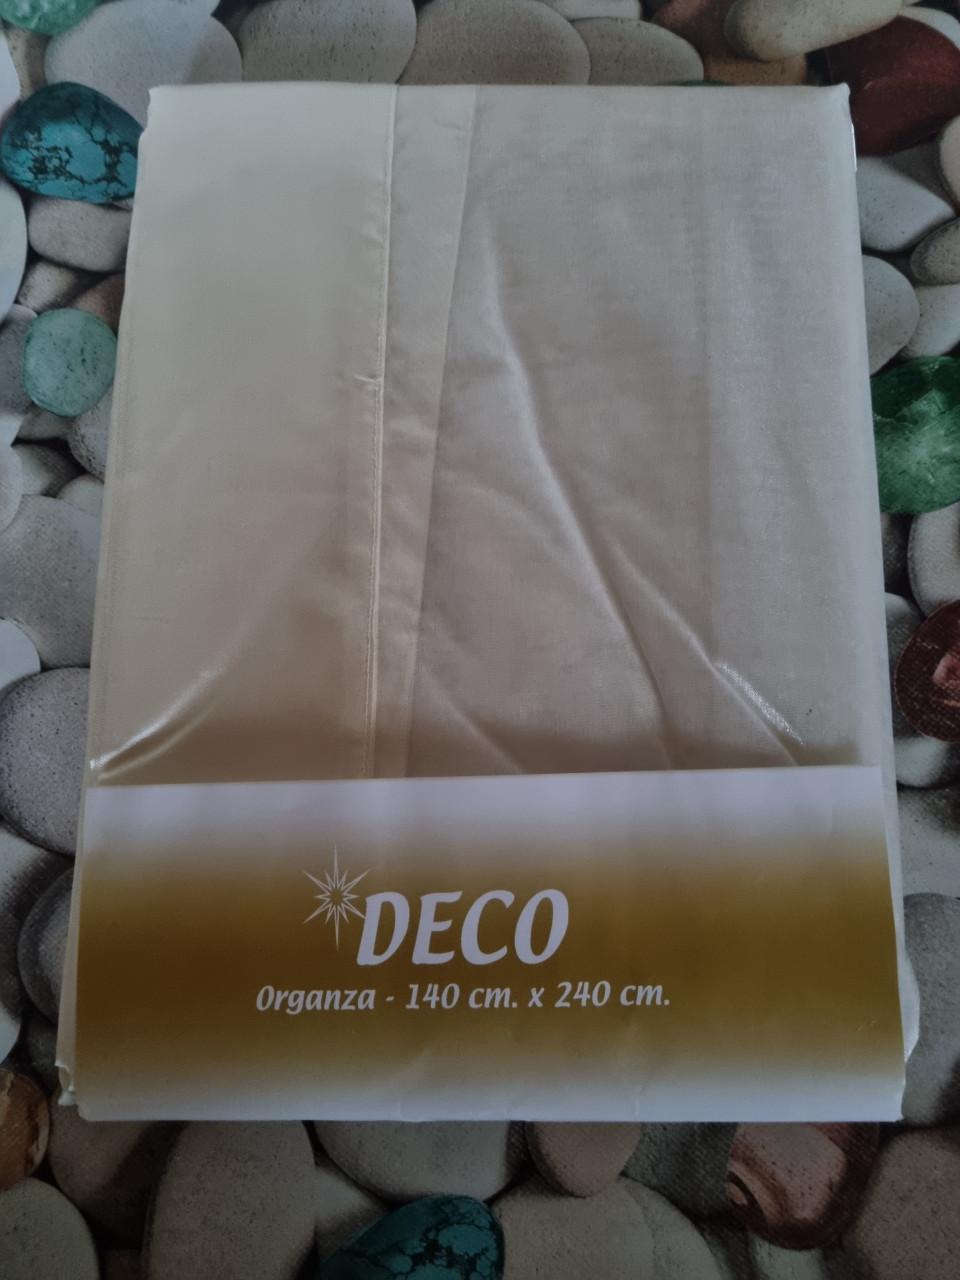 DECO
Organza - 140 cm. x 240 cm.